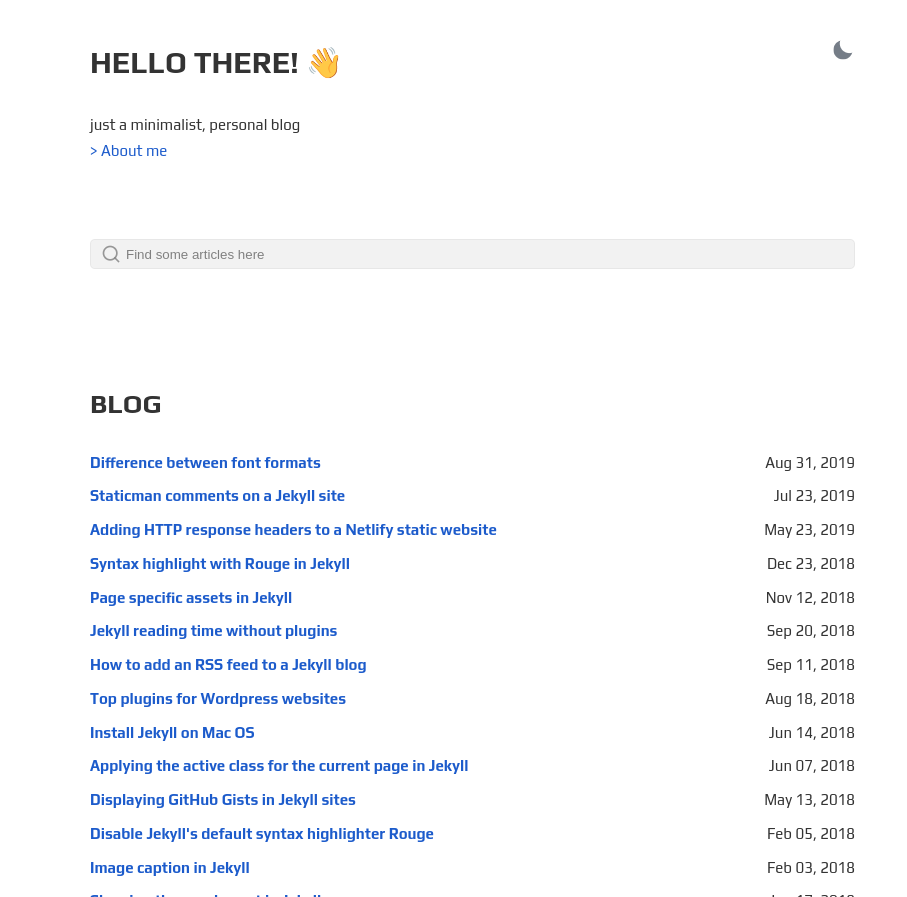 HELLO THERE! 👋
just a minimalist, personal blog
> About me
Find some articles here
BLOG
Difference between font formats Aug 31, 2019
Staticman comments on a Jekyll site Jul 23, 2019
Adding HTTP response headers to a Netlify static website May 23, 2019
Syntax highlight with Rouge in Jekyll Dec 23, 2018
Page specific assets in Jekyll Nov 12, 2018
Jekyll reading time without plugins Sep 20, 2018
How to add an RSS feed to a Jekyll blog Sep 11, 2018
Top plugins for Wordpress websites Aug 18, 2018
Install Jekyll on Mac OS Jun 14, 2018
Applying the active class for the current page in Jekyll Jun 07, 2018
Displaying GitHub Gists in Jekyll sites May 13, 2018
Disable Jekyll's default syntax highlighter Rouge Feb 05, 2018
Image caption in Jekyll Feb 03, 2018